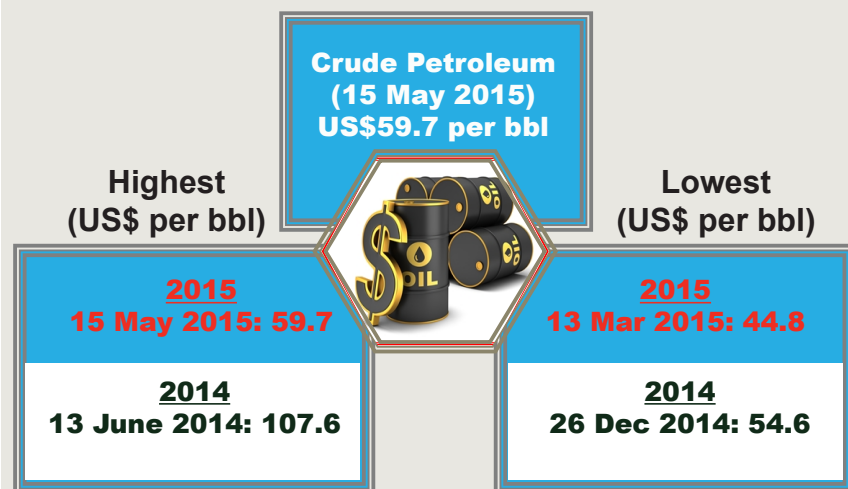 Crude Petroleum
(15 May 2015)
US$59.7 per bbl
Highest
(US$ per bbl)
Lowest
(US$ per bbl)
OIL
OIL
OIL
2015
15 May 2015: 59.7
2015
13 Mar 2015: 44.8
2014
13 June 2014: 107.6
2014
26 Dec 2014: 54.6